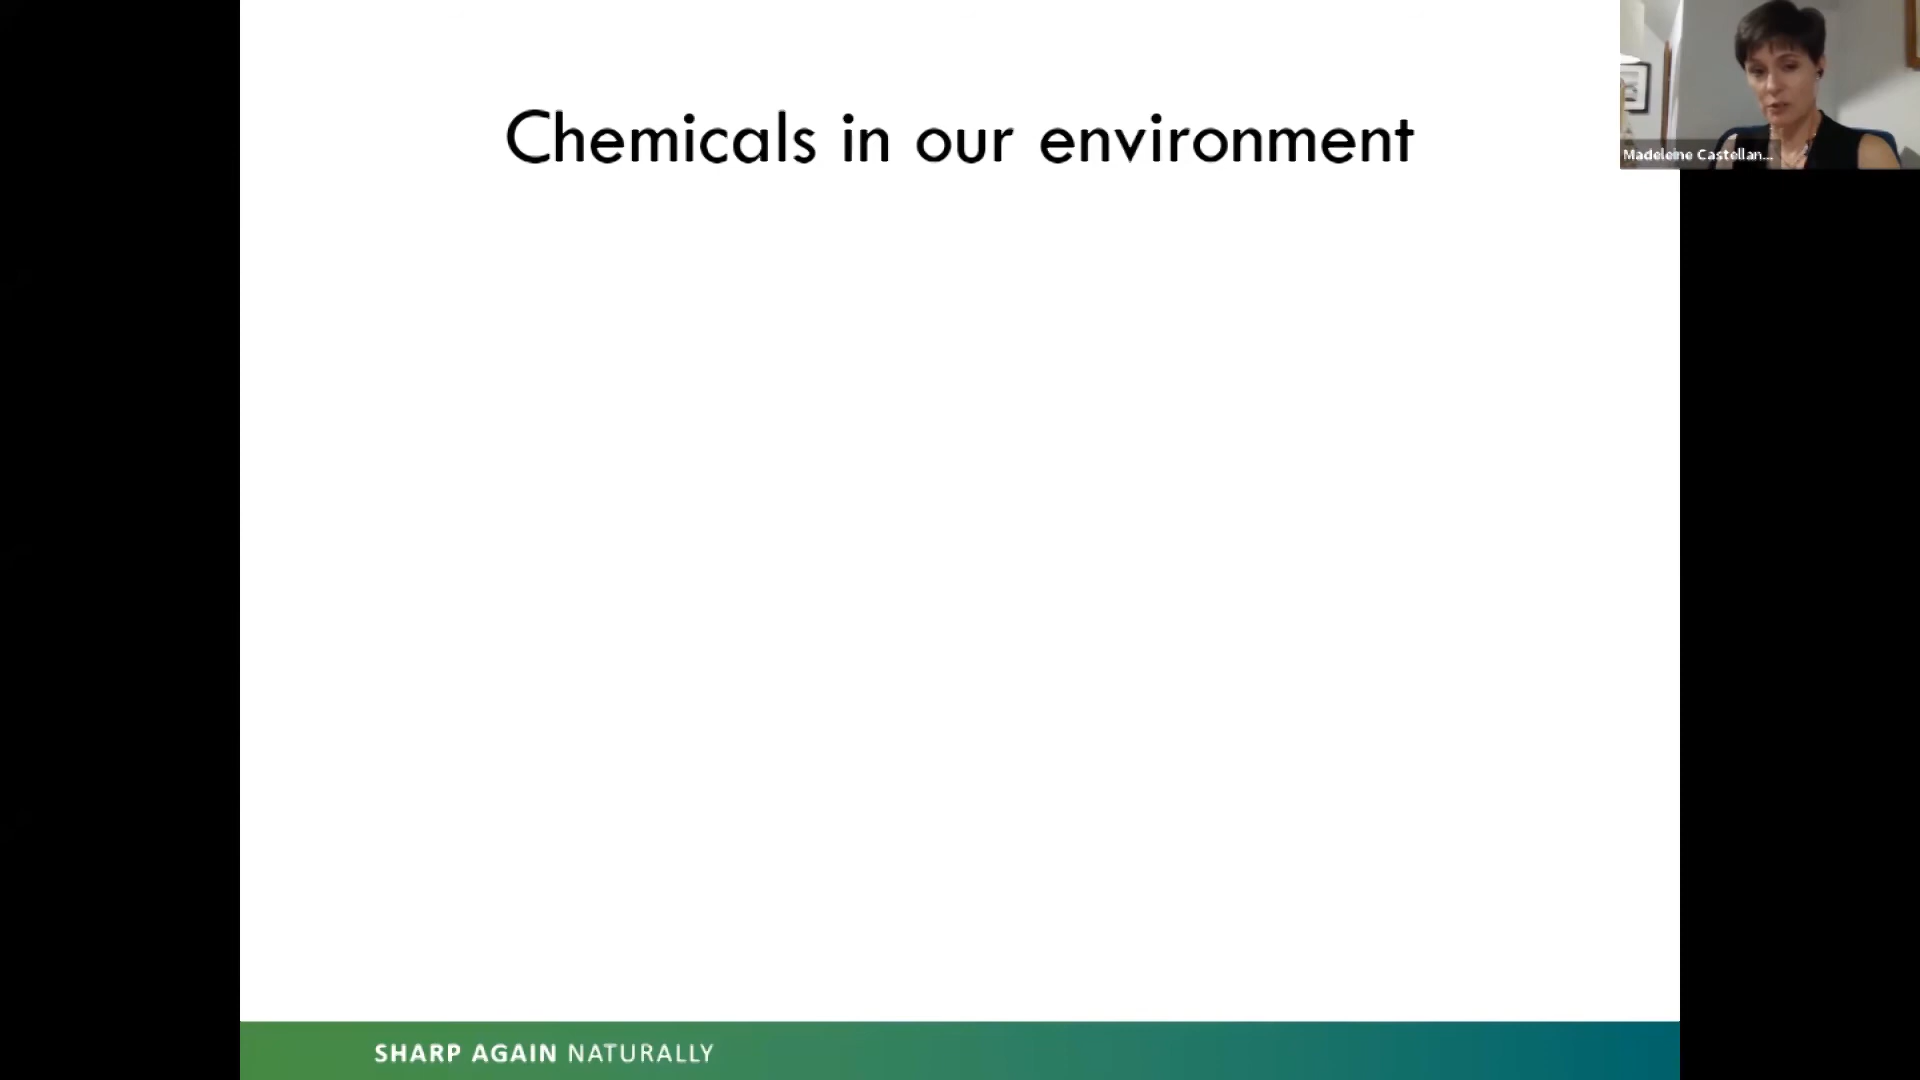 Chemicals in our environment
Madeleine Castellan...
SHARP AGAIN NATURALLY